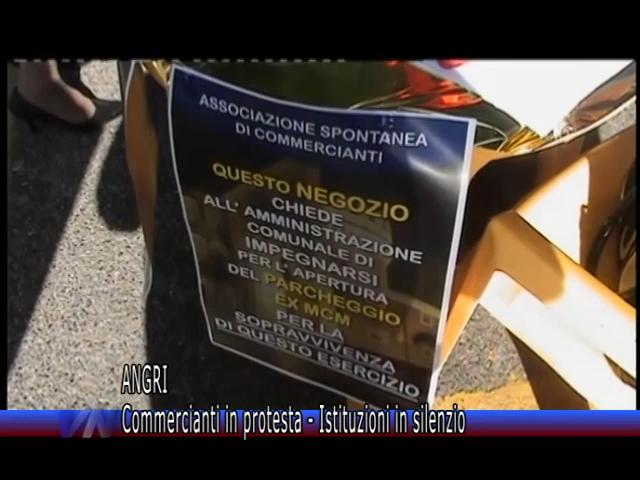 ASSOCIAZIONE SPONTANEA
DI COMMERCIANTI
QUESTO NEGOZIO
CHIEDE
ALL' AMMINISTRAZIONE
COMUNALE DI
IMPEGNARSI
PER L' APERTURA
DEL PARCHEGGIO
EX MCM
PER LA
SOPRAVVIVENZA
DI QUESTO ESERCIZIO
ANGRI
Commercianti in protesta - Istituzioni in silenzio